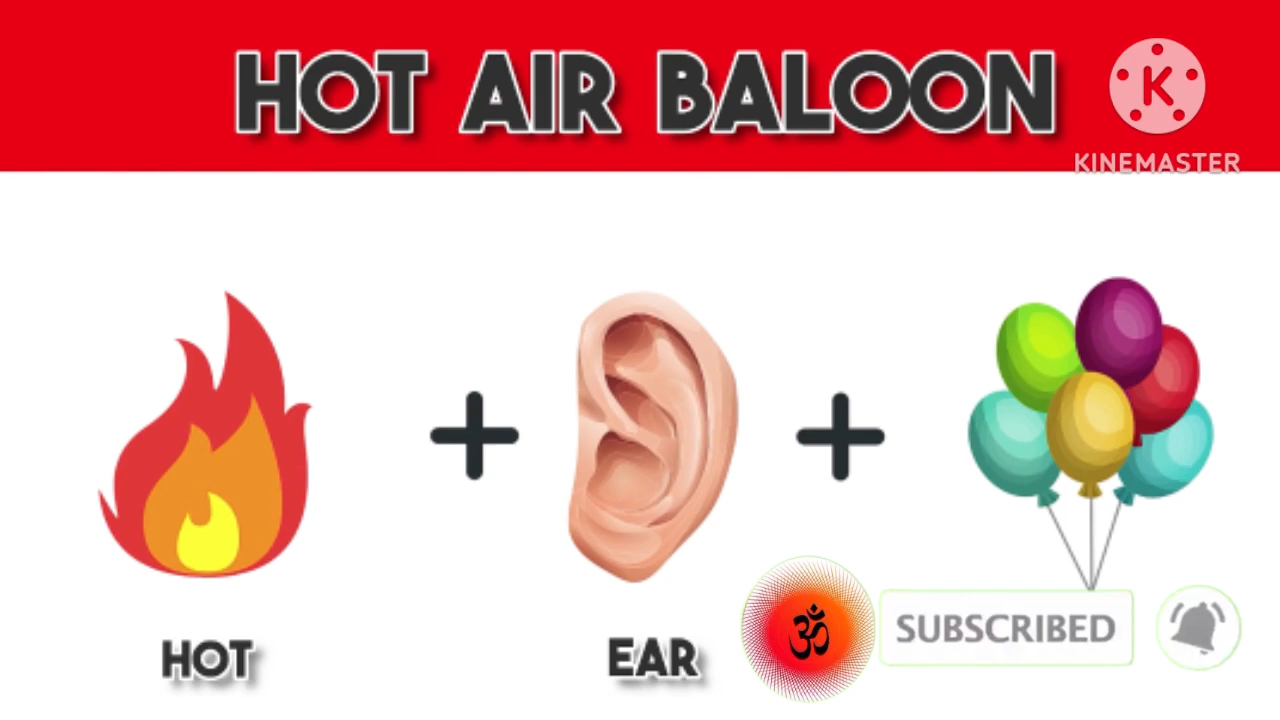 HOT AIR BALOON
K
KINEMASTER
HOT
EAR
ॐ
SUBSCRIBED